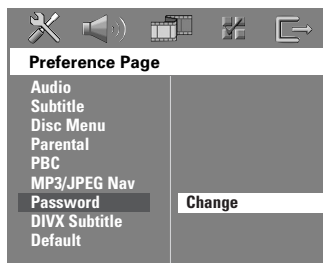 Preference Page
Audio
Subtitle
Disc Menu
Parental
PBC
MP3/JPEG Nav
Password Change
DIVX Subtitle
Default